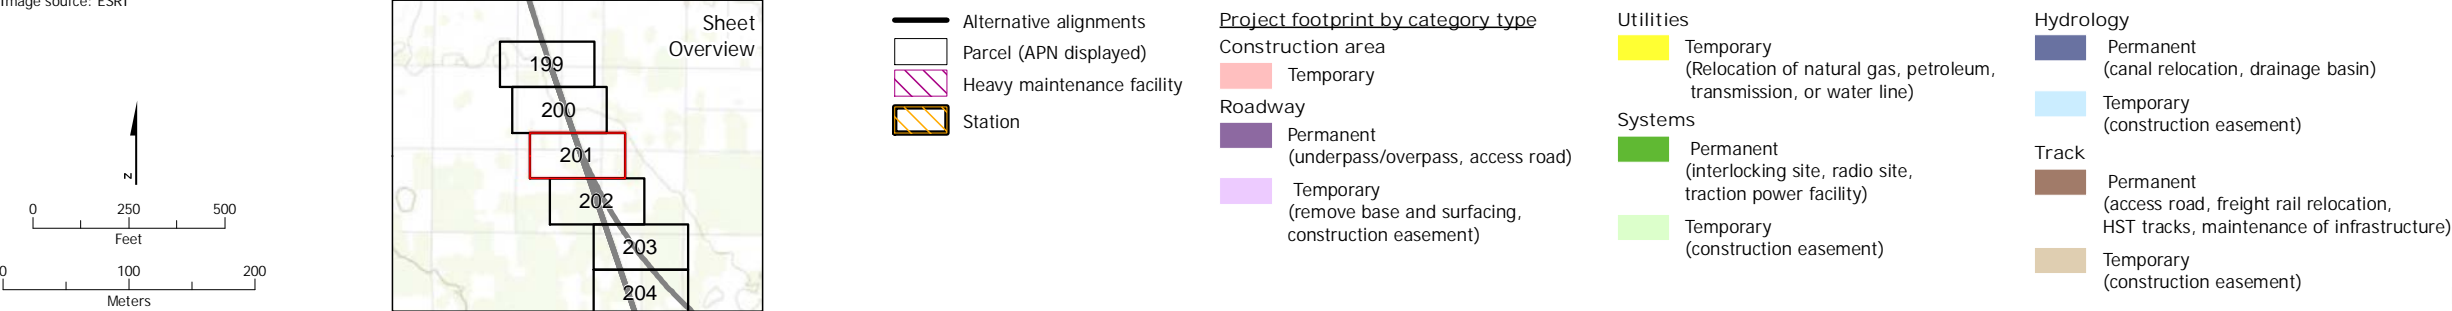 Image source: ESRI
N
0 250 500
Feet
0 100 200
Meters
Sheet
Overview
199
200
201
202
203
204
Alternative alignments
Parcel (APN displayed)
Heavy maintenance facility
Station
Project footprint by category type
Construction area
Temporary
Roadway
Permanent
(underpass/overpass, access road)
Temporary
(remove base and surfacing,
construction easement)
Utilities
Temporary
(Relocation of natural gas, petroleum,
transmission, or water line)
Systems
Permanent
(interlocking site, radio site,
traction power facility)
Temporary
(construction easement)
Hydrology
Permanent
(canal relocation, drainage basin)
Temporary
(construction easement)
Track
Permanent
(access road, freight rail relocation,
HST tracks, maintenance of infrastructure)
Temporary
(construction easement)